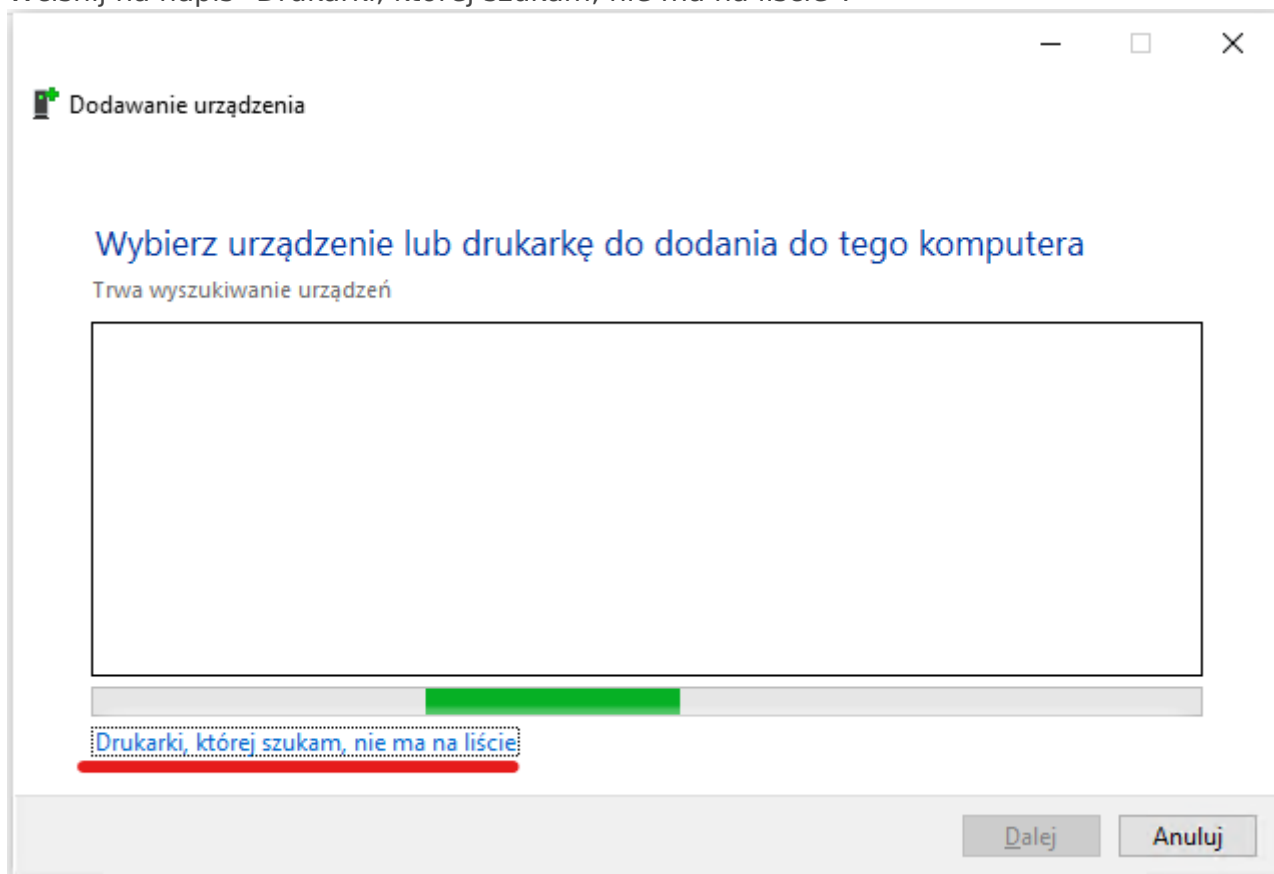 Dodawanie urządzenia
Wybierz urządzenie lub drukarkę do dodania do tego komputera
Trwa wyszukiwanie urządzeń
Drukarki, której szukam, nie ma na liście
Dalej
Anuluj